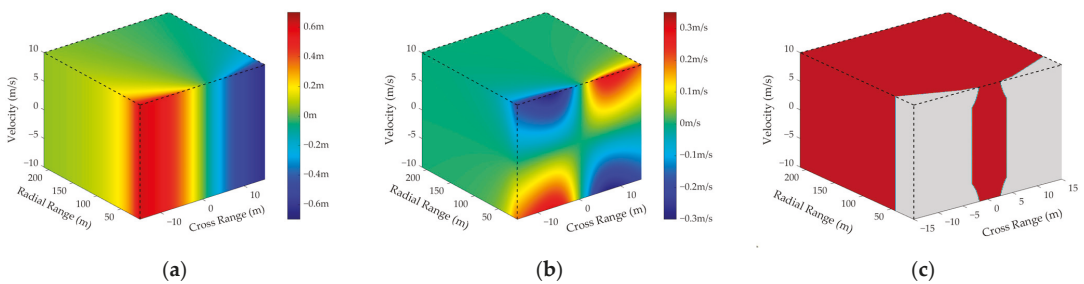 10
5
0
−5
−10
Velocity (m/s)
200
150
100
50
Radial Range (m)
−10
0
10
Cross Range (m)
0.6m
0.4m
0.2m
0m
−0.2m
−0.4m
−0.6m
(a)
10
5
0
−5
−10
Velocity (m/s)
200
150
100
50
Radial Range (m)
−10
0
10
Cross Range (m)
0.3m/s
0.2m/s
0.1m/s
0m/s
−0.1m/s
−0.2m/s
−0.3m/s
(b)
10
5
0
−5
−10
Velocity (m/s)
200
150
100
50
Radial Range (m)
−15
−10
−5
0
5
10
15
Cross Range (m)
(c)